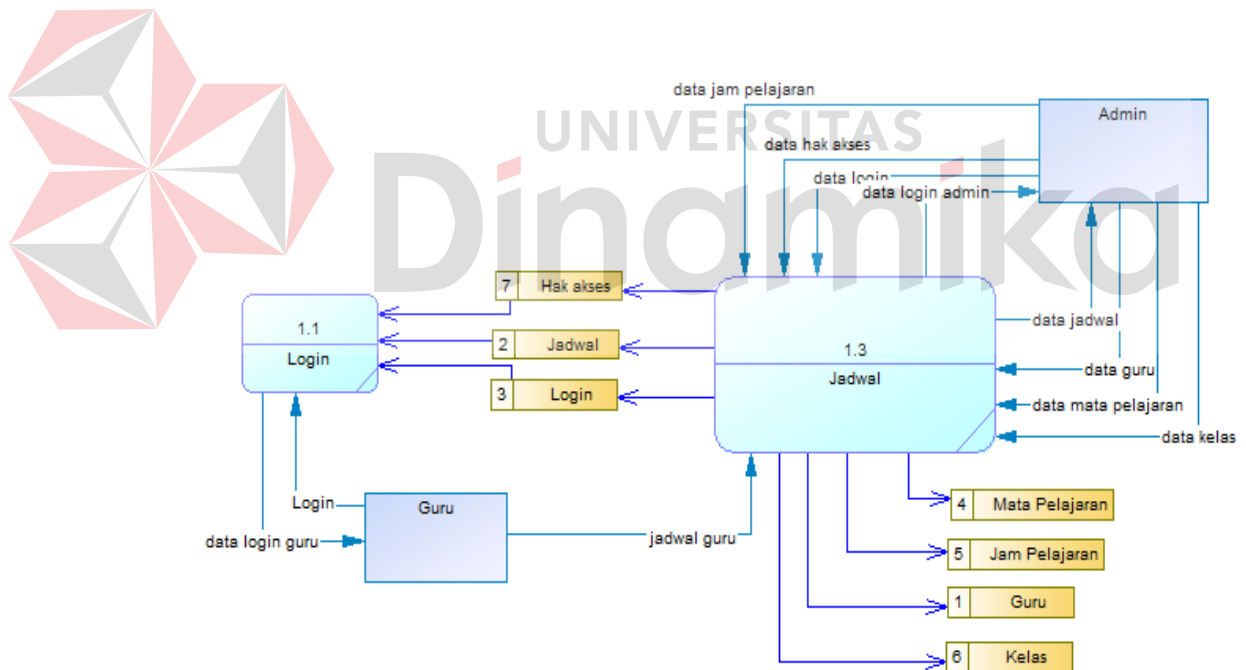 data jam pelajaran
Admin
UNIVERSITAS
data hak akses
data login
data login admin
Dinamika
7 Hak akses
1.1
Login
2 Jadwal
3 Login
1.3
Jadwal
data jadwal
data guru
data mata pelajaran
data kelas
Login
Guru
data login guru
jadwal guru
4 Mata Pelajaran
5 Jam Pelajaran
1 Guru
6 Kelas